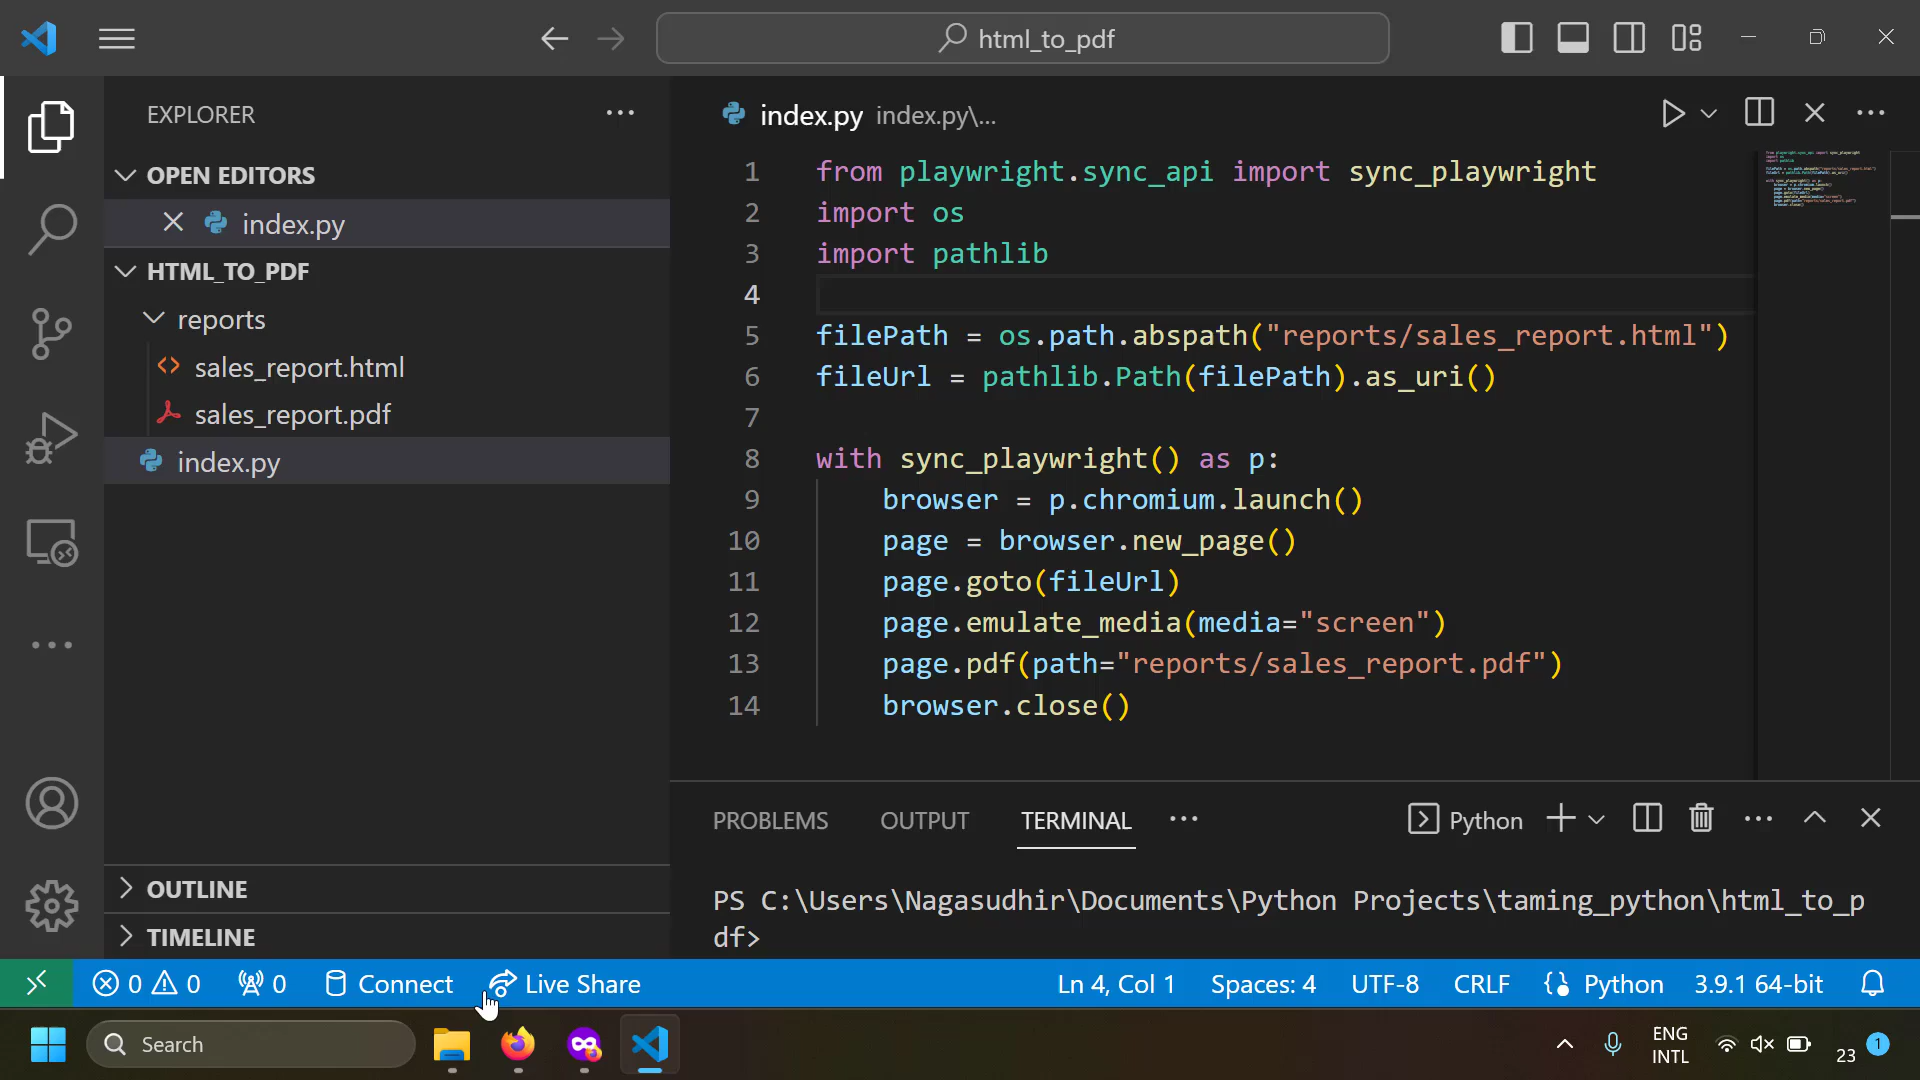 html_to_pdf
EXPLORER
OPEN EDITORS
index.py
HTML_TO_PDF
reports
sales_report.html
sales_report.pdf
index.py
OUTLINE
TIMELINE
index.py index.py\...
1 from playwright.sync_api import sync_playwright
2 import os
3 import pathlib
4
5 filePath = os.path.abspath("reports/sales_report.html")
6 fileUrl = pathlib.Path(filePath).as_uri()
7
8 with sync_playwright() as p:
9 browser = p.chromium.launch()
10 page = browser.new_page()
11 page.goto(fileUrl)
12 page.emulate_media(media="screen")
13 page.pdf(path="reports/sales_report.pdf")
14 browser.close()
PROBLEMS OUTPUT TERMINAL Python
PS C:\Users\Nagasudhir\Documents\Python Projects\taming_python\html_to_p
df>
0 0 0 Connect Live Share Ln 4, Col 1 Spaces: 4 UTF-8 CRLF Python 3.9.1 64-bit
Search ENG
INTL 23 1